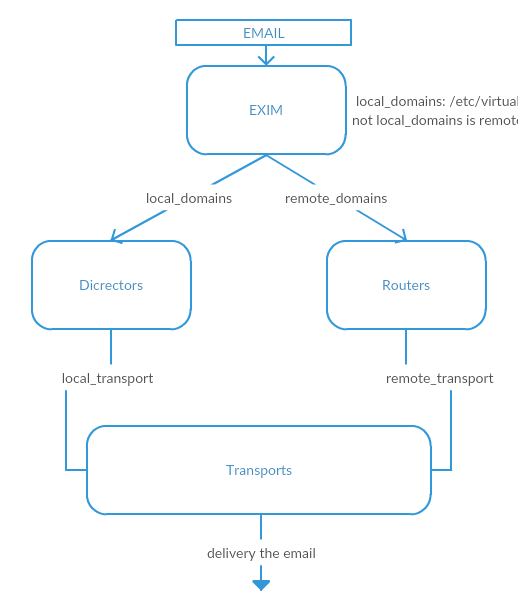 EMAIL
EXIM
local_domains: /etc/virtual
not local_domains is remote
local_domains
remote_domains
Dicrectors
Routers
local_transport
remote_transport
Transports
delivery the email